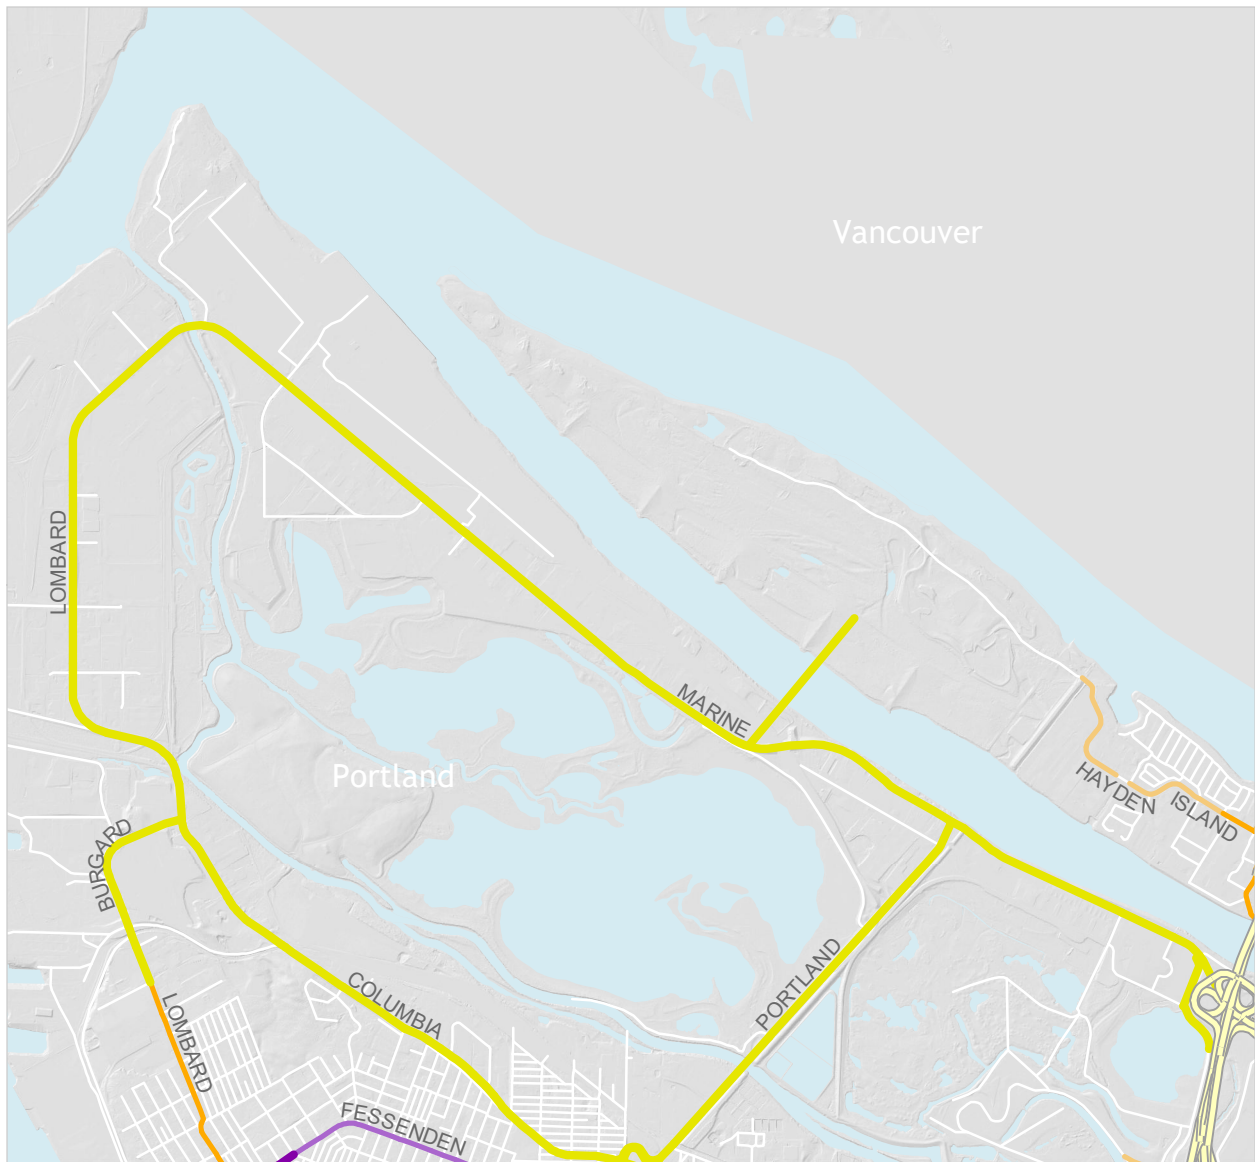 Vancouver
LOMBARD
MARINE
Portland
HAYDEN
ISLAND
BURGARD
PORTLAND
COLUMBIA
LOMBARD
FESSENDEN